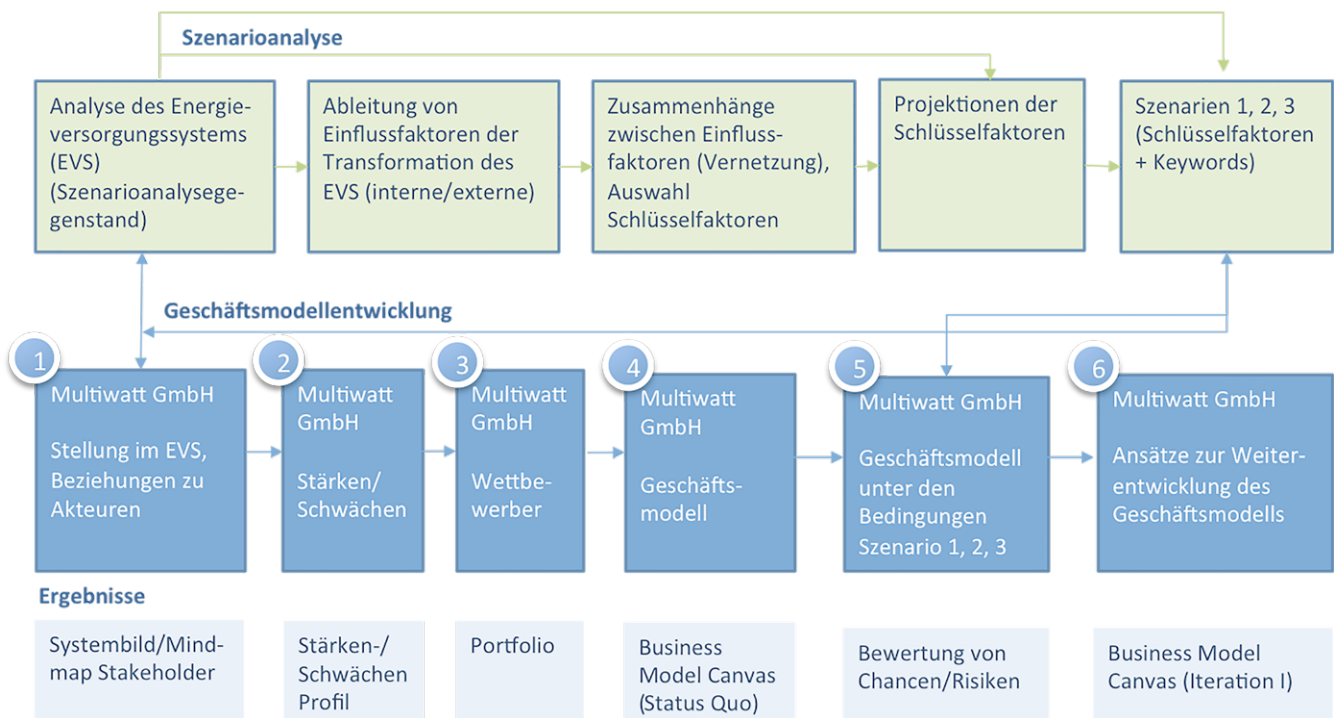 Szenarioanalyse
Analyse des Energie-
versorgungssystems
(EVS)
(Szenarioanalysege-
genstand)
Ableitung von
Einflussfaktoren der
Transformation des
EVS (interne/externe)
Zusammenhänge
zwischen Einfluss-
faktoren (Vernetzung),
Auswahl
Schlüsselfaktoren
Projektionen der
Schlüsselfaktoren
Szenarien 1, 2, 3
(Schlüsselfaktoren
+ Keywords)
Geschäftsmodellentwicklung
1
Multiwatt GmbH
Stellung im EVS,
Beziehungen zu
Akteuren
2
Multiwatt
GmbH
Stärken/
Schwächen
3
Multiwatt
GmbH
Wettbe-
werber
4
Multiwatt
GmbH
Geschäfts-
modell
5
Multiwatt GmbH
Geschäftsmodell
unter den
Bedingungen
Szenario 1, 2, 3
6
Multiwatt GmbH
Ansätze zur Weiter-
entwicklung des
Geschäftsmodells
Ergebnisse
Systembild/Mind-
map Stakeholder
Stärken-/
Schwächen
Profil
Portfolio
Business
Model Canvas
(Status Quo)
Bewertung von
Chancen/Risiken
Business Model
Canvas (Iteration I)